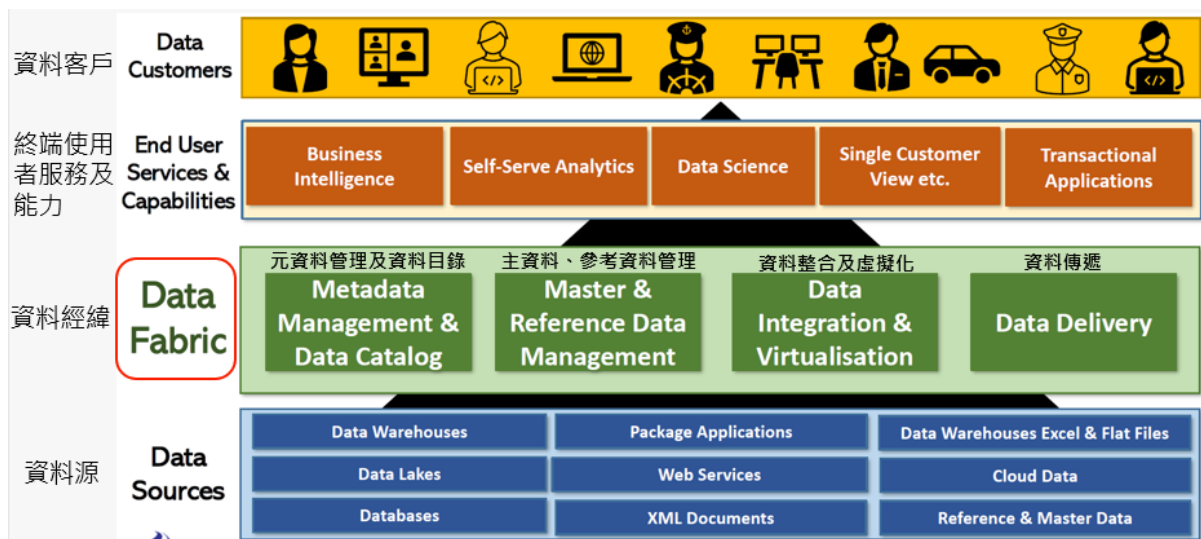 資料客戶
Data
Customers
</>
</>
終端使用
者服務及
能力
End User
Services &
Capabilities
Business
Intelligence
Self-Serve Analytics
Data Science
Single Customer
View etc.
Transactional
Applications
資料經緯
Data
Fabric
元資料管理及資料目錄
Metadata
Management &
Data Catalog
主資料、參考資料管理
Master &
Reference Data
Management
資料整合及虛擬化
Data
Integration &
Virtualisation
資料傳遞
Data Delivery
資料源
Data
Sources
Data Warehouses
Package Applications
Data Warehouses Excel & Flat Files
Data Lakes
Web Services
Cloud Data
Databases
XML Documents
Reference & Master Data